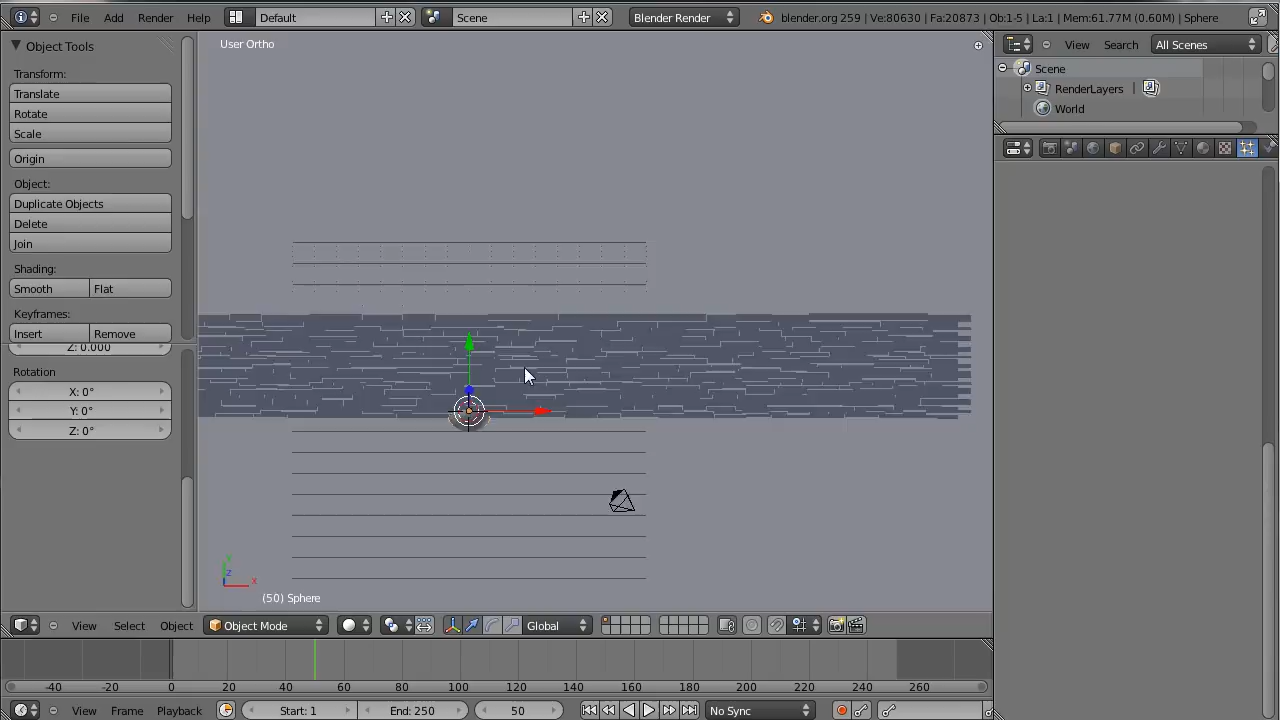 File Add Render Help Default Scene Blender Render blender.org 259 | Ve:80630 | Fa:20873 | Ob:1-5 | La:1 | Mem:61.77M (0.60M) | Sphere
Object Tools
User Ortho
View Search All Scenes
Transform:
Scene
Translate
RenderLayers |
World
Rotate
Scale
Origin
Object:
Duplicate Objects
Delete
Join
Shading:
Smooth Flat
Keyframes:
Insert Remove
Z: 0.000
Rotation
X: 0°
Y: 0°
Z: 0°
Y
Z
X
(50) Sphere
View Select Object Object Mode Global
-40 -20 0 20 40 60 80 100 120 140 160 180 200 220 240 260
View Frame Playback Start: 1 End: 250 50 No Sync